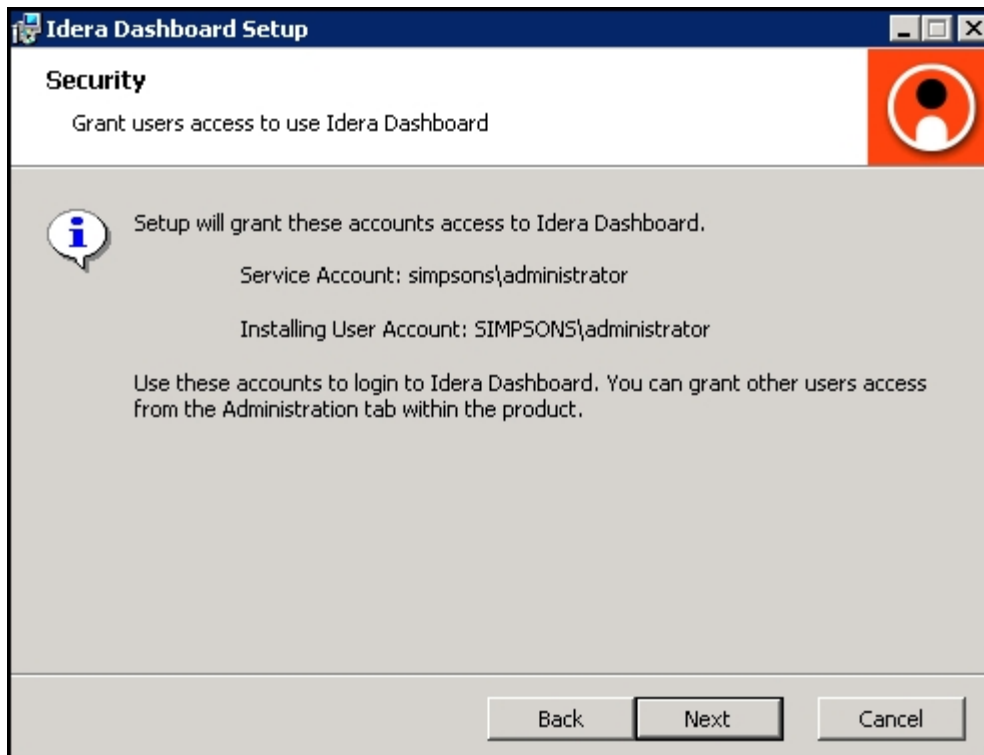 Idera Dashboard Setup
Security
Grant users access to use Idera Dashboard
Setup will grant these accounts access to Idera Dashboard.
Service Account: simpsons\administrator
Installing User Account: SIMPSONS\administrator
Use these accounts to login to Idera Dashboard. You can grant other users access
from the Administration tab within the product.
Back Next Cancel